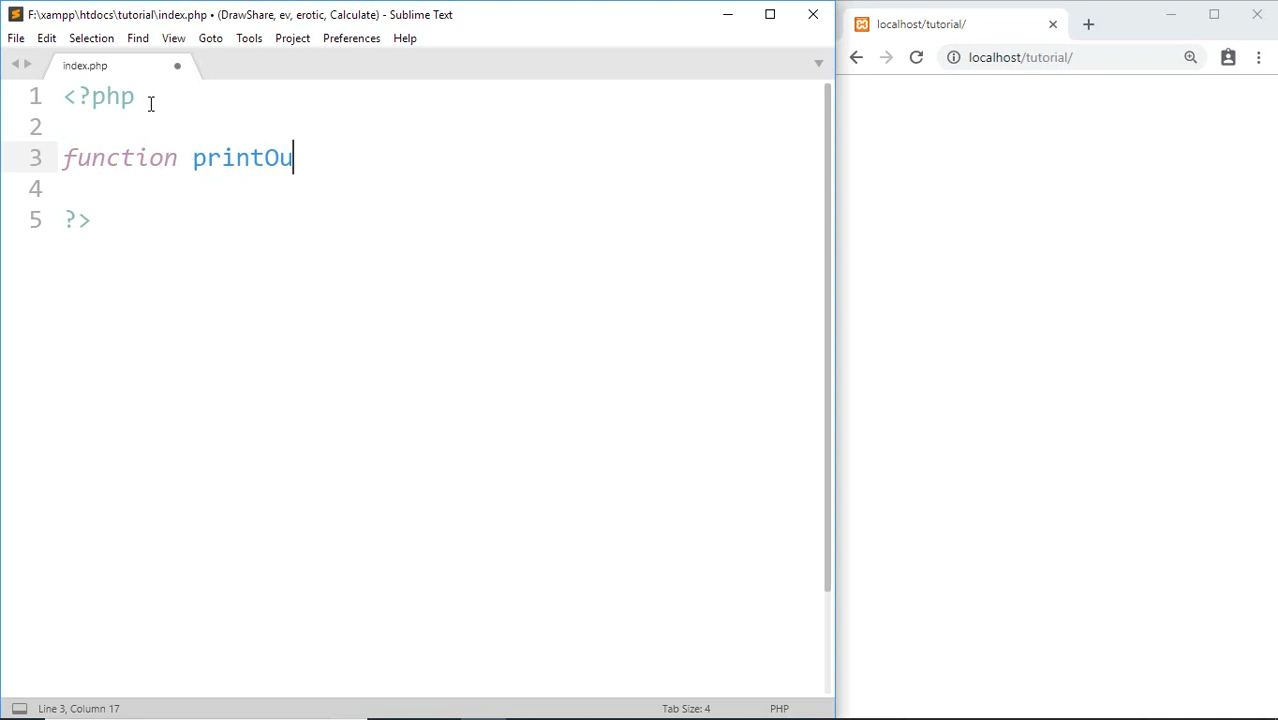 F:\xampp\htdocs\tutorial\index.php • (DrawShare, ev, erotic, Calculate) - Sublime Text
File Edit Selection Find View Goto Tools Project Preferences Help
index.php
1 <?php
2
3 function printOu
4
5 ?>
Line 3, Column 17 Tab Size: 4 PHP
localhost/tutorial/
localhost/tutorial/